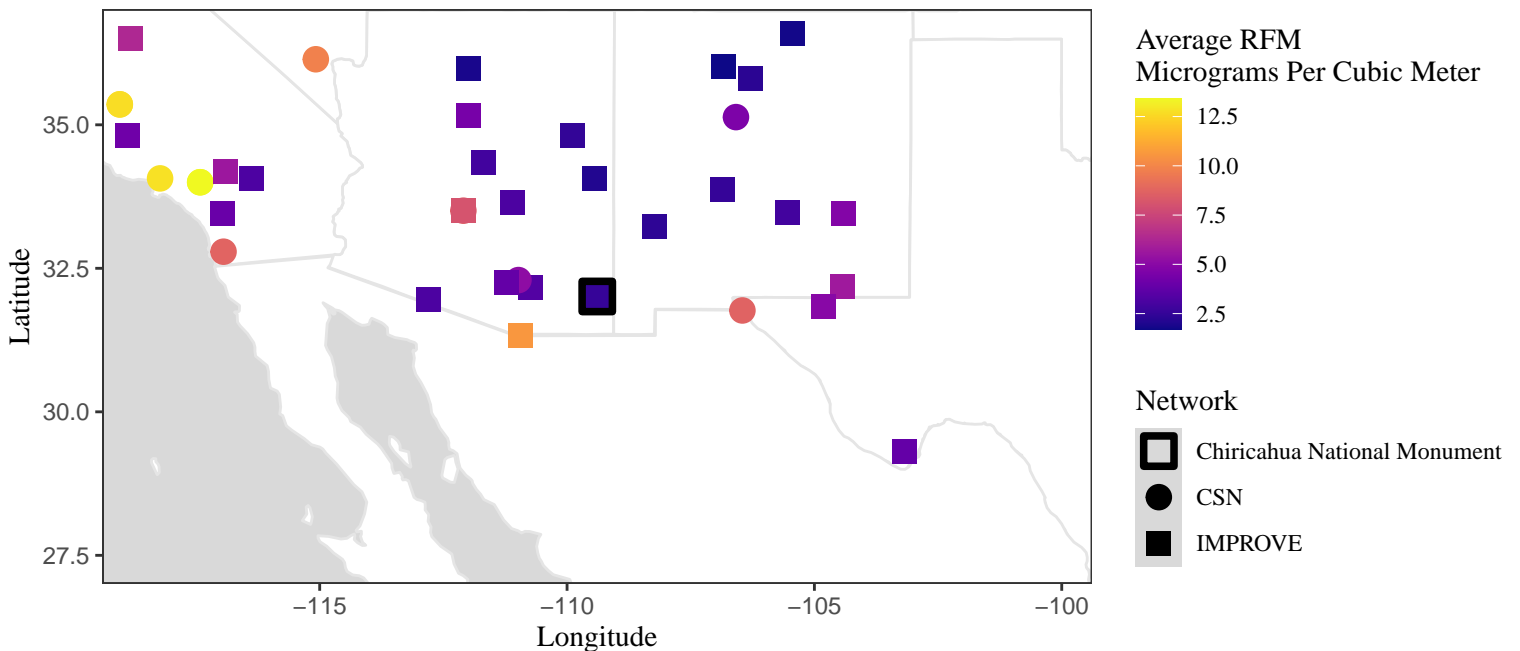 35.0
32.5
30.0
27.5
Latitude
−115
−110
−105
−100
Longitude
Average RFM
Micrograms Per Cubic Meter
12.5
10.0
7.5
5.0
2.5
Network
Chiricahua National Monument
CSN
IMPROVE